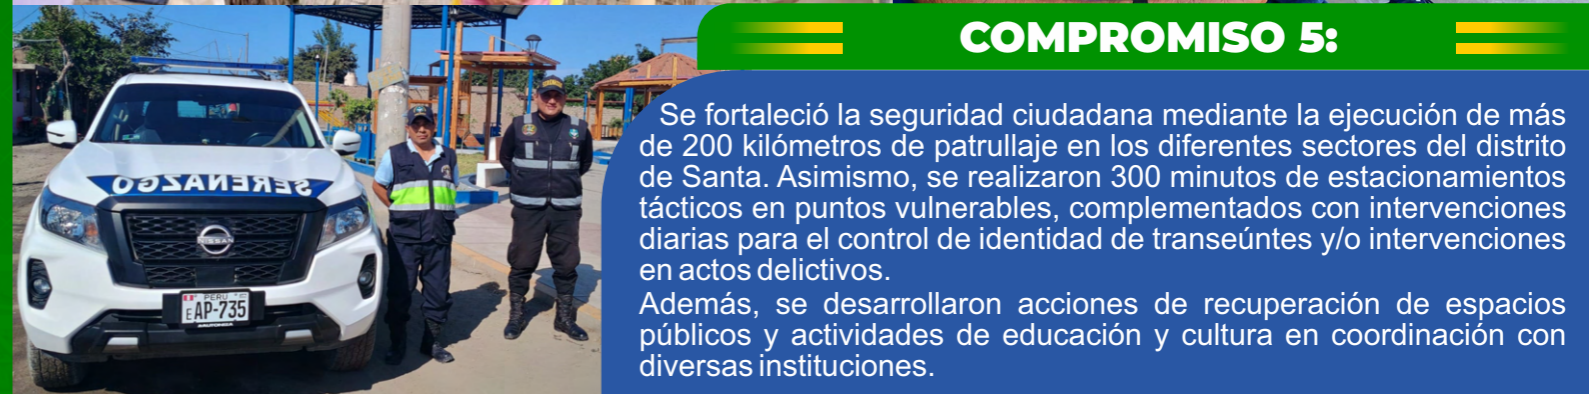 COMPROMISO 5:
Se fortaleció la seguridad ciudadana mediante la ejecución de más
de 200 kilómetros de patrullaje en los diferentes sectores del distrito
de Santa. Asimismo, se realizaron 300 minutos de estacionamientos
tácticos en puntos vulnerables, complementados con intervenciones
diarias para el control de identidad de transeúntes y/o intervenciones
en actos delictivos.
Además, se desarrollaron acciones de recuperación de espacios
públicos y actividades de educación y cultura en coordinación con
diversas instituciones.
SERENAZGO
NISSAN
PERU
EAP-735